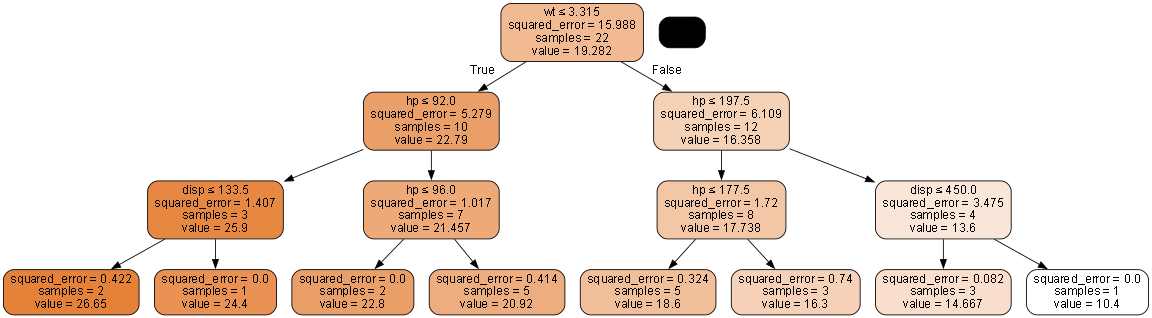 wt ≤ 3.315
squared_error = 15.988
samples = 22
value = 19.282
True
False
hp ≤ 92.0
squared_error = 5.279
samples = 10
value = 22.79
hp ≤ 197.5
squared_error = 6.109
samples = 12
value = 16.358
disp ≤ 133.5
squared_error = 1.407
samples = 3
value = 25.9
hp ≤ 96.0
squared_error = 1.017
samples = 7
value = 21.457
hp ≤ 177.5
squared_error = 1.72
samples = 8
value = 17.738
disp ≤ 450.0
squared_error = 3.475
samples = 4
value = 13.6
squared_error = 0.422
samples = 2
value = 26.65
squared_error = 0.0
samples = 1
value = 24.4
squared_error = 0.0
samples = 2
value = 22.8
squared_error = 0.414
samples = 5
value = 20.92
squared_error = 0.324
samples = 5
value = 18.6
squared_error = 0.74
samples = 3
value = 16.3
squared_error = 0.082
samples = 3
value = 14.667
squared_error = 0.0
samples = 1
value = 10.4